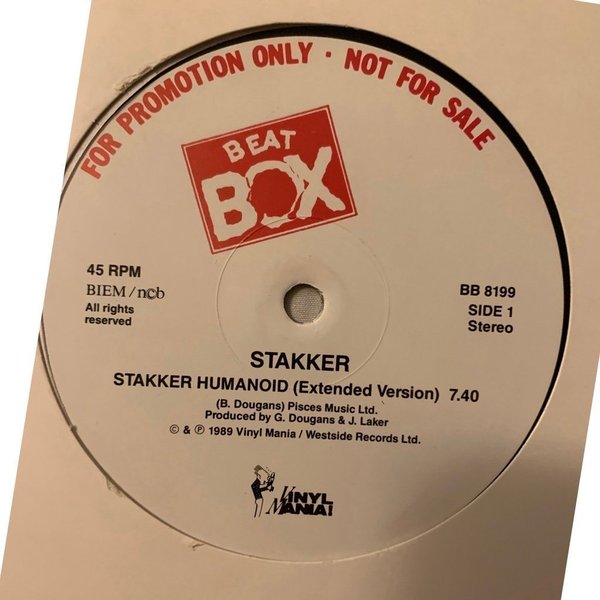 FOR PROMOTION ONLY · NOT FOR SALE
BEAT
BOX
45 RPM
BIEM/ncb
All rights
reserved
BB 8199
SIDE 1
Stereo
STAKKER
STAKKER HUMANOID (Extended Version) 7.40
(B. Dougans) Pisces Music Ltd.
Produced by G. Dougans & J. Laker
© & ℗ 1989 Vinyl Mania / Westside Records Ltd.
VINYL
MANIA